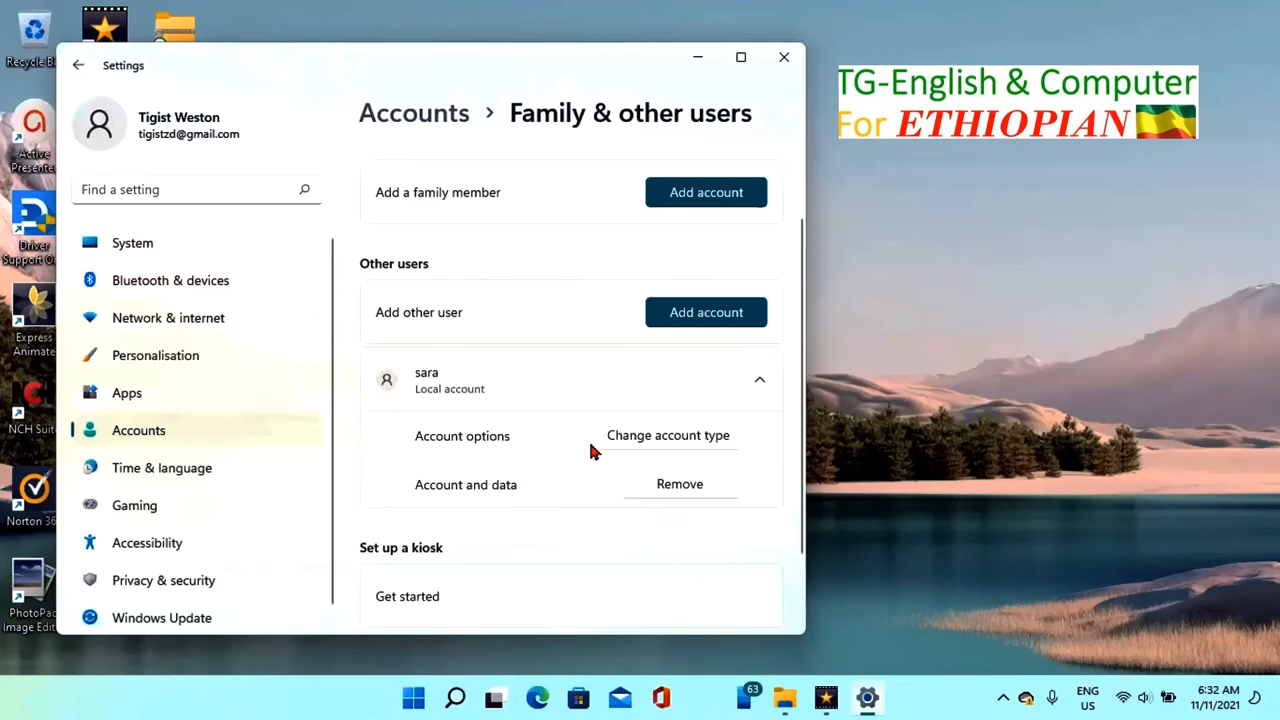 Recycle Bi
Settings
TG-English & Computer
For ETHIOPIAN
Active
Presente
Driver
Support O
Express
Animate
NCH Suit
Norton 36
PhotoPa
Image Edit
Tigist Weston
tigistzd@gmail.com
Find a setting
System
Bluetooth & devices
Network & internet
Personalisation
Apps
Accounts
Time & language
Gaming
Accessibility
Privacy & security
Windows Update
Accounts › Family & other users
Add a family member
Add account
Other users
Add other user
Add account
sara
Local account
Account options
Change account type
Account and data
Remove
Set up a kiosk
Get started
63
ENG
US
6:32 AM
11/11/2021